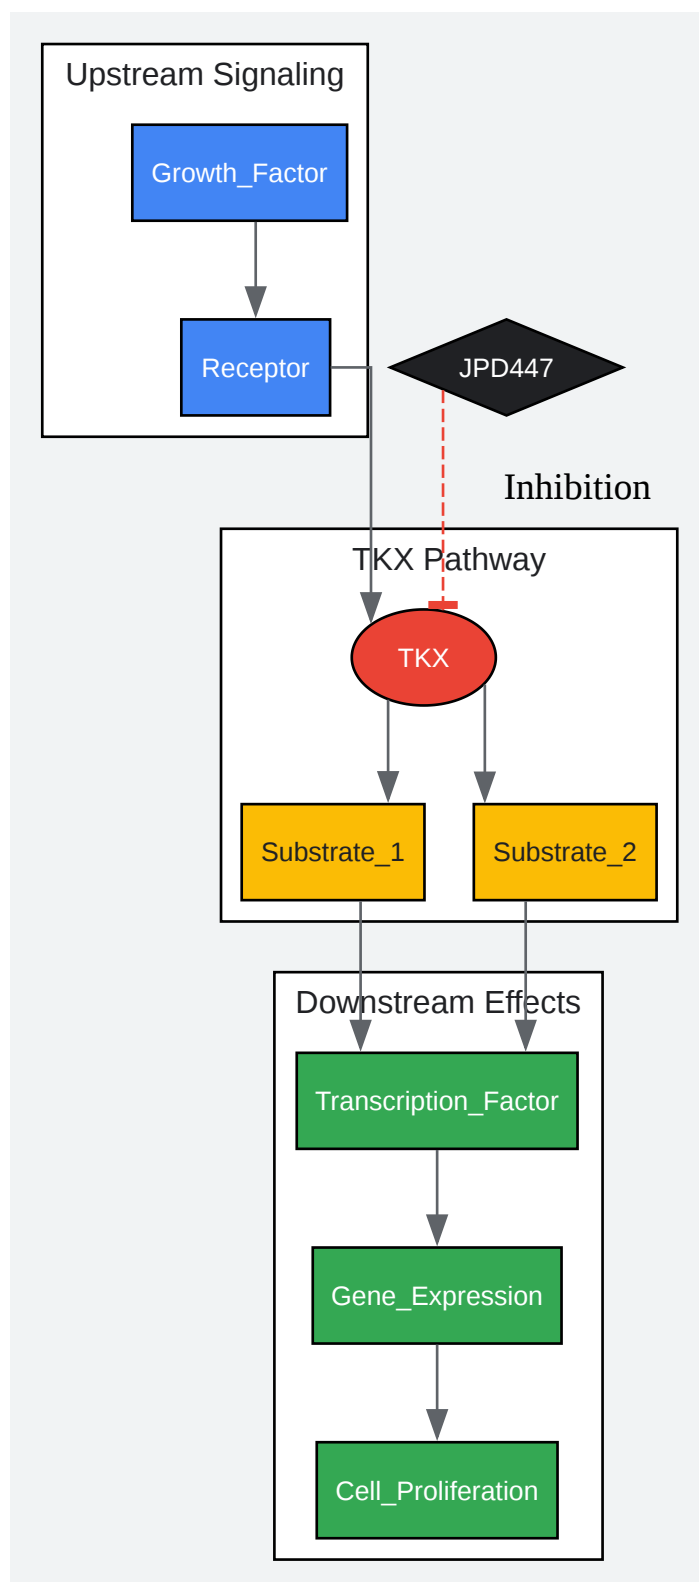 Upstream Signaling
Growth_Factor
Receptor
JPD447
Inhibition
TKX Pathway
TKX
Substrate_1
Substrate_2
Downstream Effects
Transcription_Factor
Gene_Expression
Cell_Proliferation